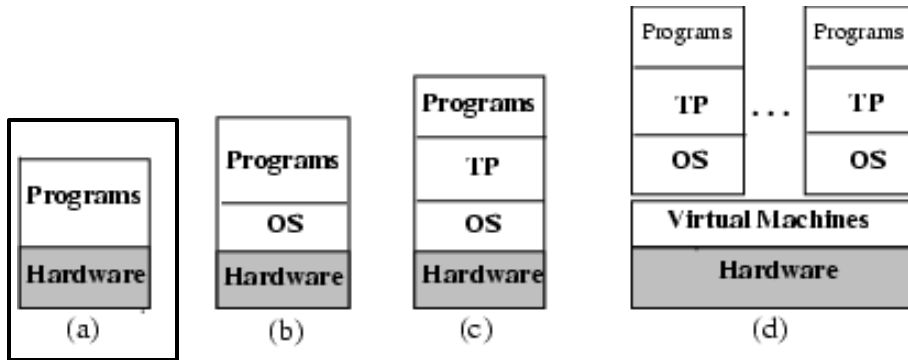 Programs
Hardware
(a)
Programs
OS
Hardware
(b)
Programs
TP
OS
Hardware
(c)
Programs
TP
OS
. . .
Programs
TP
OS
Virtual Machines
Hardware
(d)